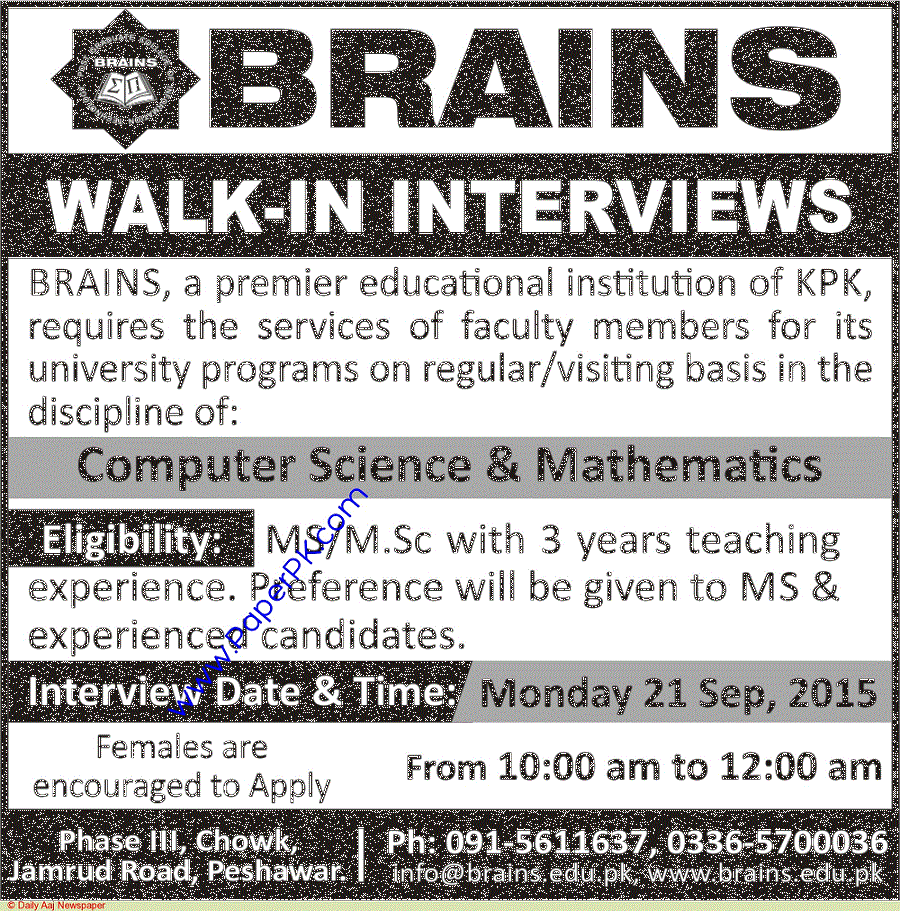 BRAINS
BRAINS
Σ Π
WALK-IN INTERVIEWS
BRAINS, a premier educational institution of KPK,
requires the services of faculty members for its
university programs on regular/visiting basis in the
discipline of:
Computer Science & Mathematics
Eligibility: MS/M.Sc with 3 years teaching
experience. Preference will be given to MS &
experienced candidates.
www.PaperPk.com
Interview Date & Time: Monday 21 Sep, 2015
Females are
encouraged to Apply
From 10:00 am to 12:00 am
Phase III, Chowk,
Jamrud Road, Peshawar.
Ph: 091-5611637, 0336-5700036
info@brains.edu.pk, www.brains.edu.pk
© Daily Aaj Newspaper